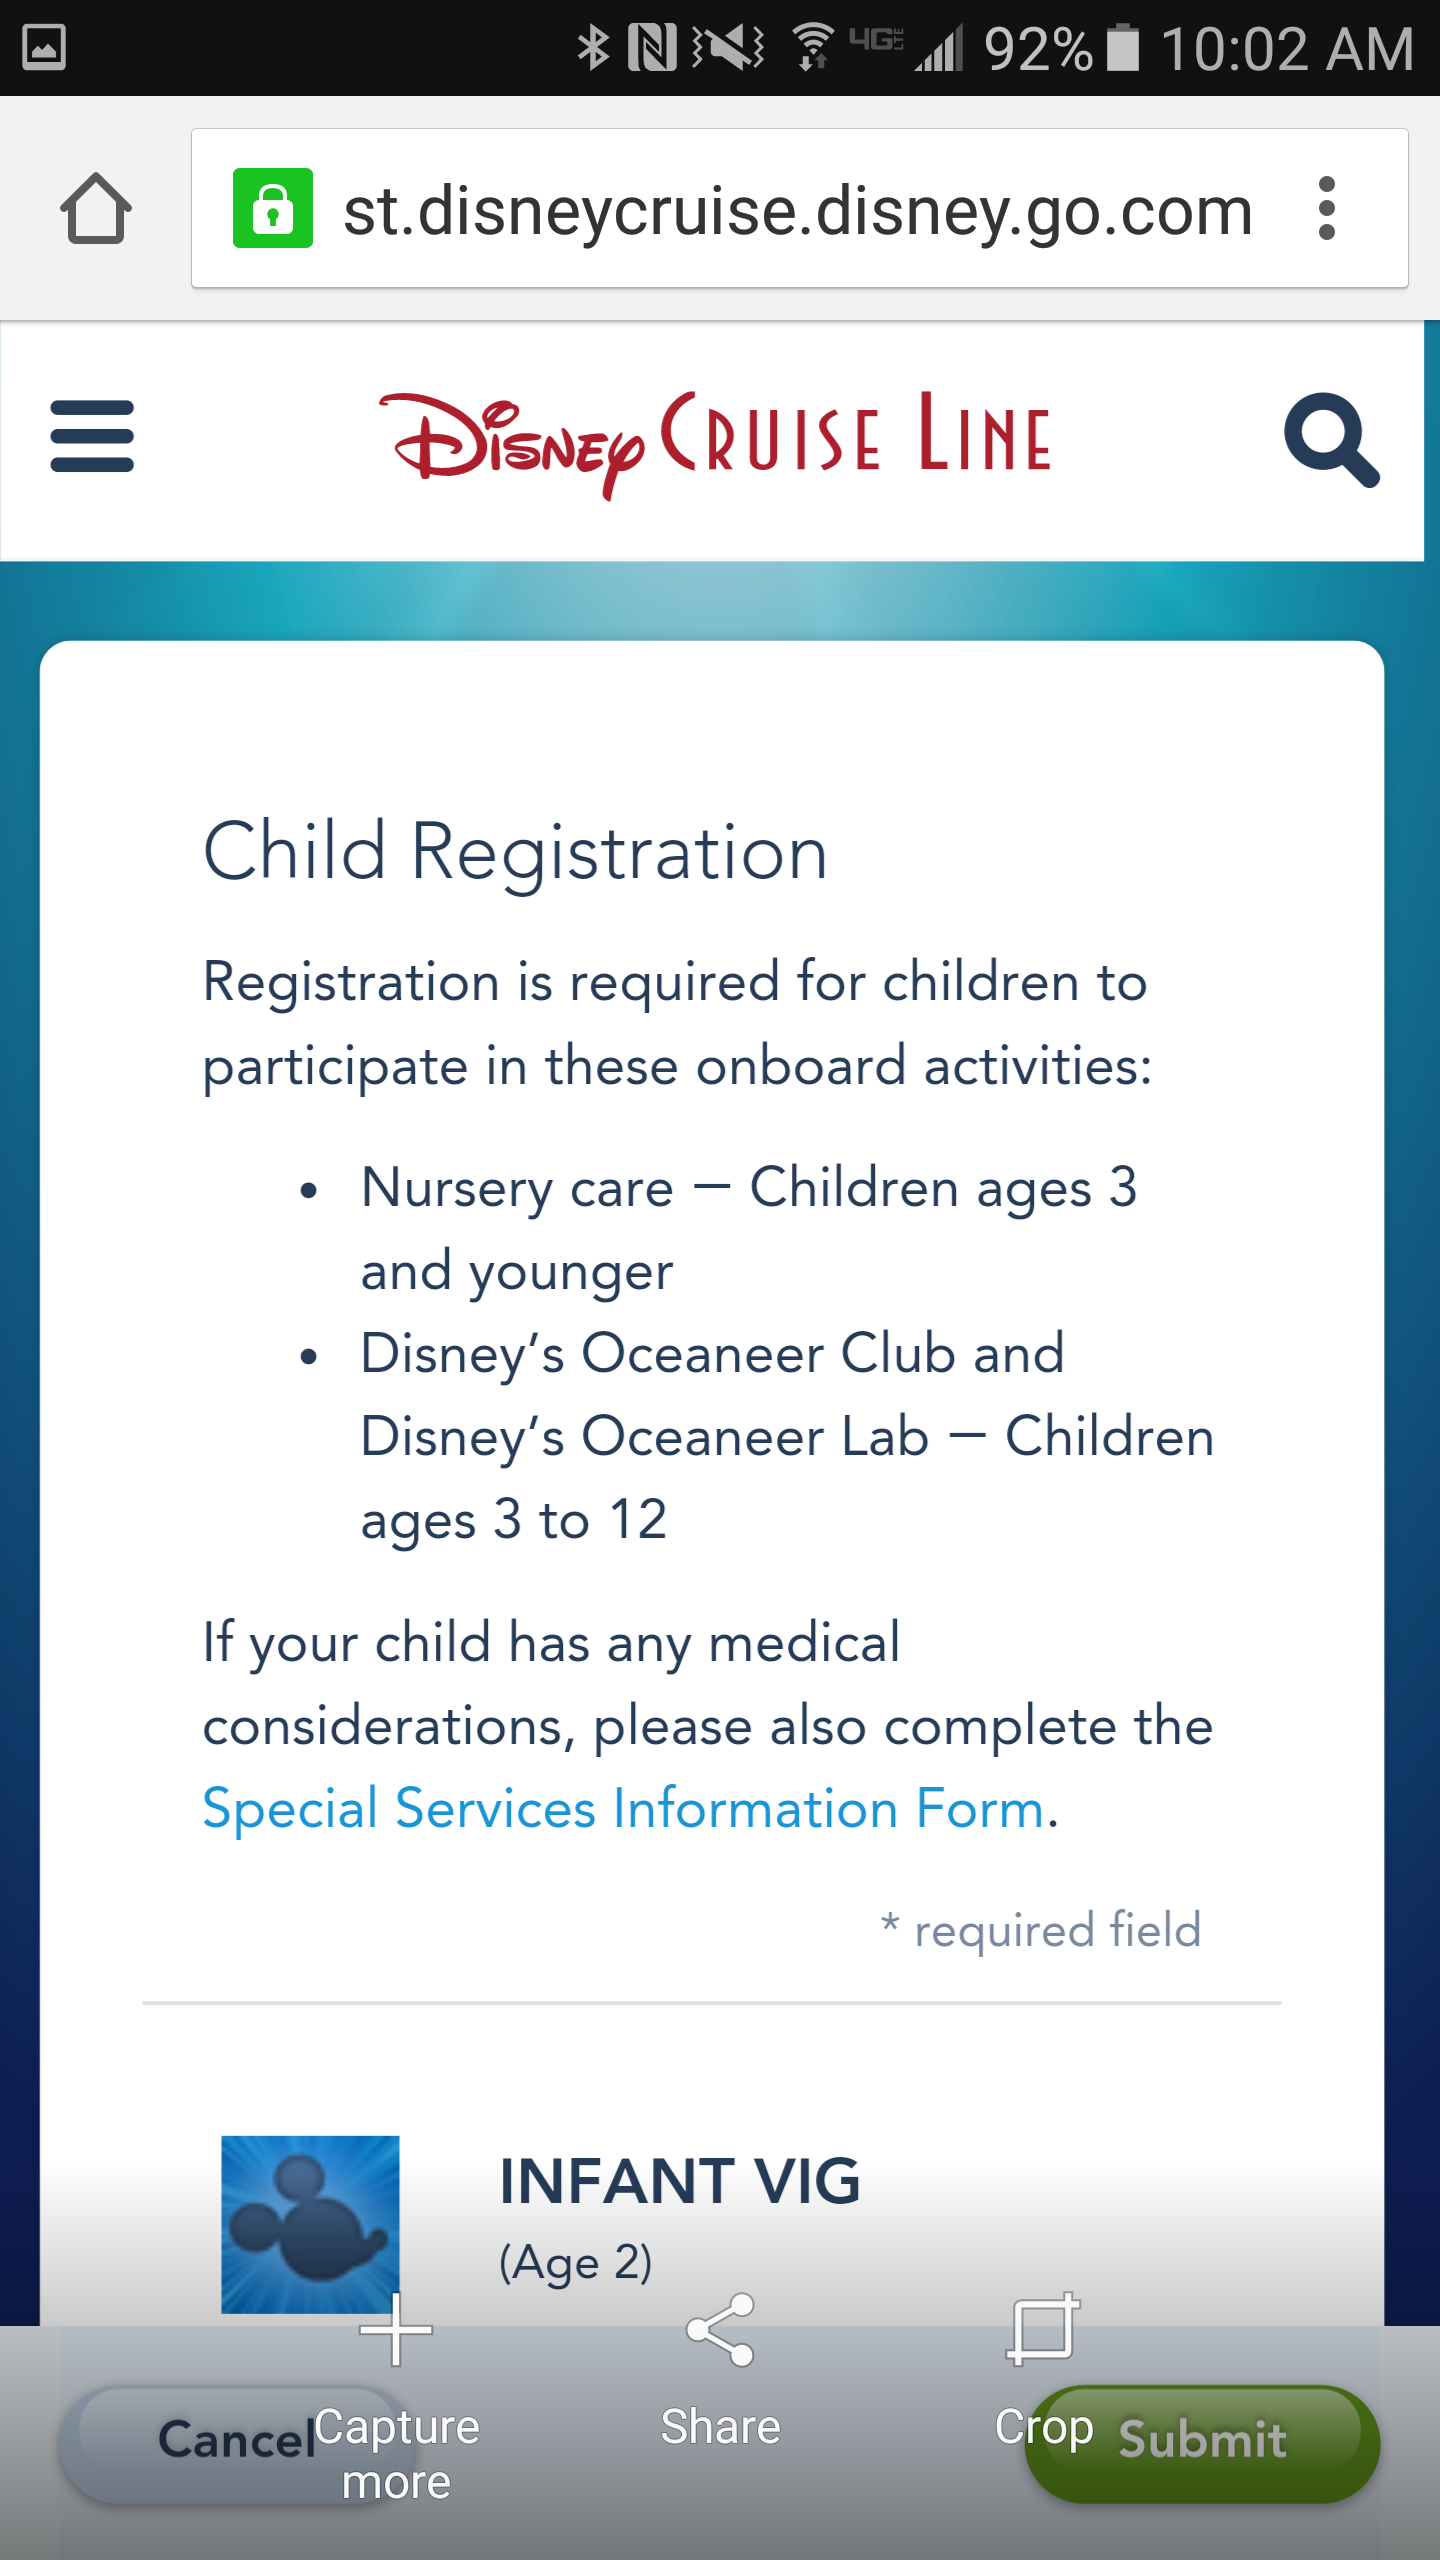 4G LTE 92% 10:02 AM
st.disneycruise.disney.go.com
Disney Cruise Line
Child Registration
Registration is required for children to
participate in these onboard activities:
• Nursery care – Children ages 3
and younger
• Disney's Oceaneer Club and
Disney's Oceaneer Lab – Children
ages 3 to 12
If your child has any medical
considerations, please also complete the
Special Services Information Form.
* required field
INFANT VIG
(Age 2)
Cancel
Capture
more
Share
Crop
Submit